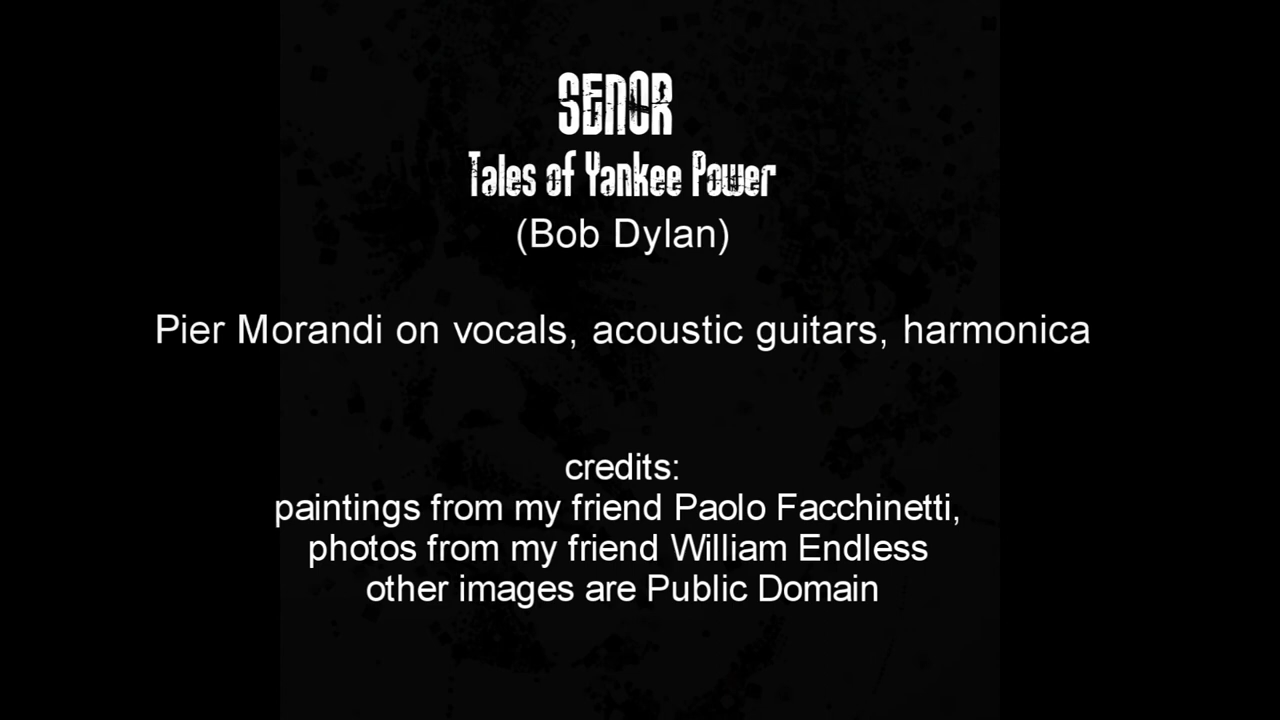 SENOR
Tales of Yankee Power
(Bob Dylan)
Pier Morandi on vocals, acoustic guitars, harmonica
credits:
paintings from my friend Paolo Facchinetti,
photos from my friend William Endless
other images are Public Domain